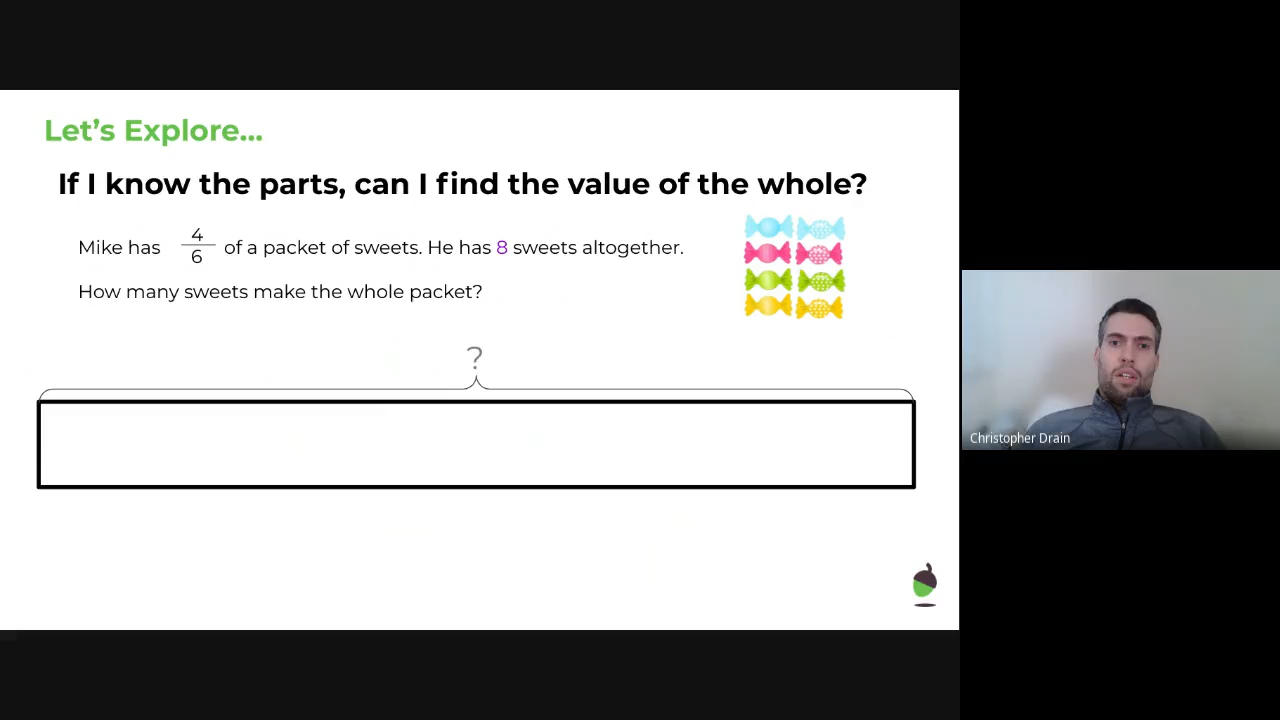 Let's Explore...
If I know the parts, can I find the value of the whole?
Mike has 4/6 of a packet of sweets. He has 8 sweets altogether.
How many sweets make the whole packet?
?
Christopher Drain